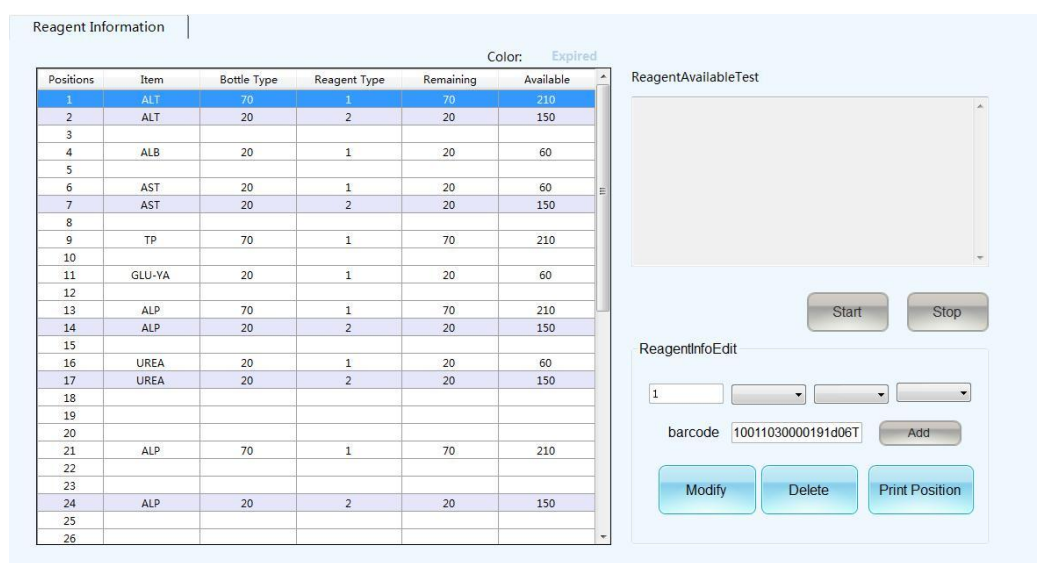 Reagent Information
Color: Expired
Positions Item Bottle Type Reagent Type Remaining Available
1 ALT 70 1 70 210
2 ALT 20 2 20 150
3
4 ALB 20 1 20 60
5
6 AST 20 1 20 60
7 AST 20 2 20 150
8
9 TP 70 1 70 210
10
11 GLU-YA 20 1 20 60
12
13 ALP 70 1 70 210
14 ALP 20 2 20 150
15
16 UREA 20 1 20 60
17 UREA 20 2 20 150
18
19
20
21 ALP 70 1 70 210
22
23
24 ALP 20 2 20 150
25
26
ReagentAvailableTest
Start Stop
ReagentInfoEdit
1
barcode 10011030000191d06T Add
Modify Delete Print Position